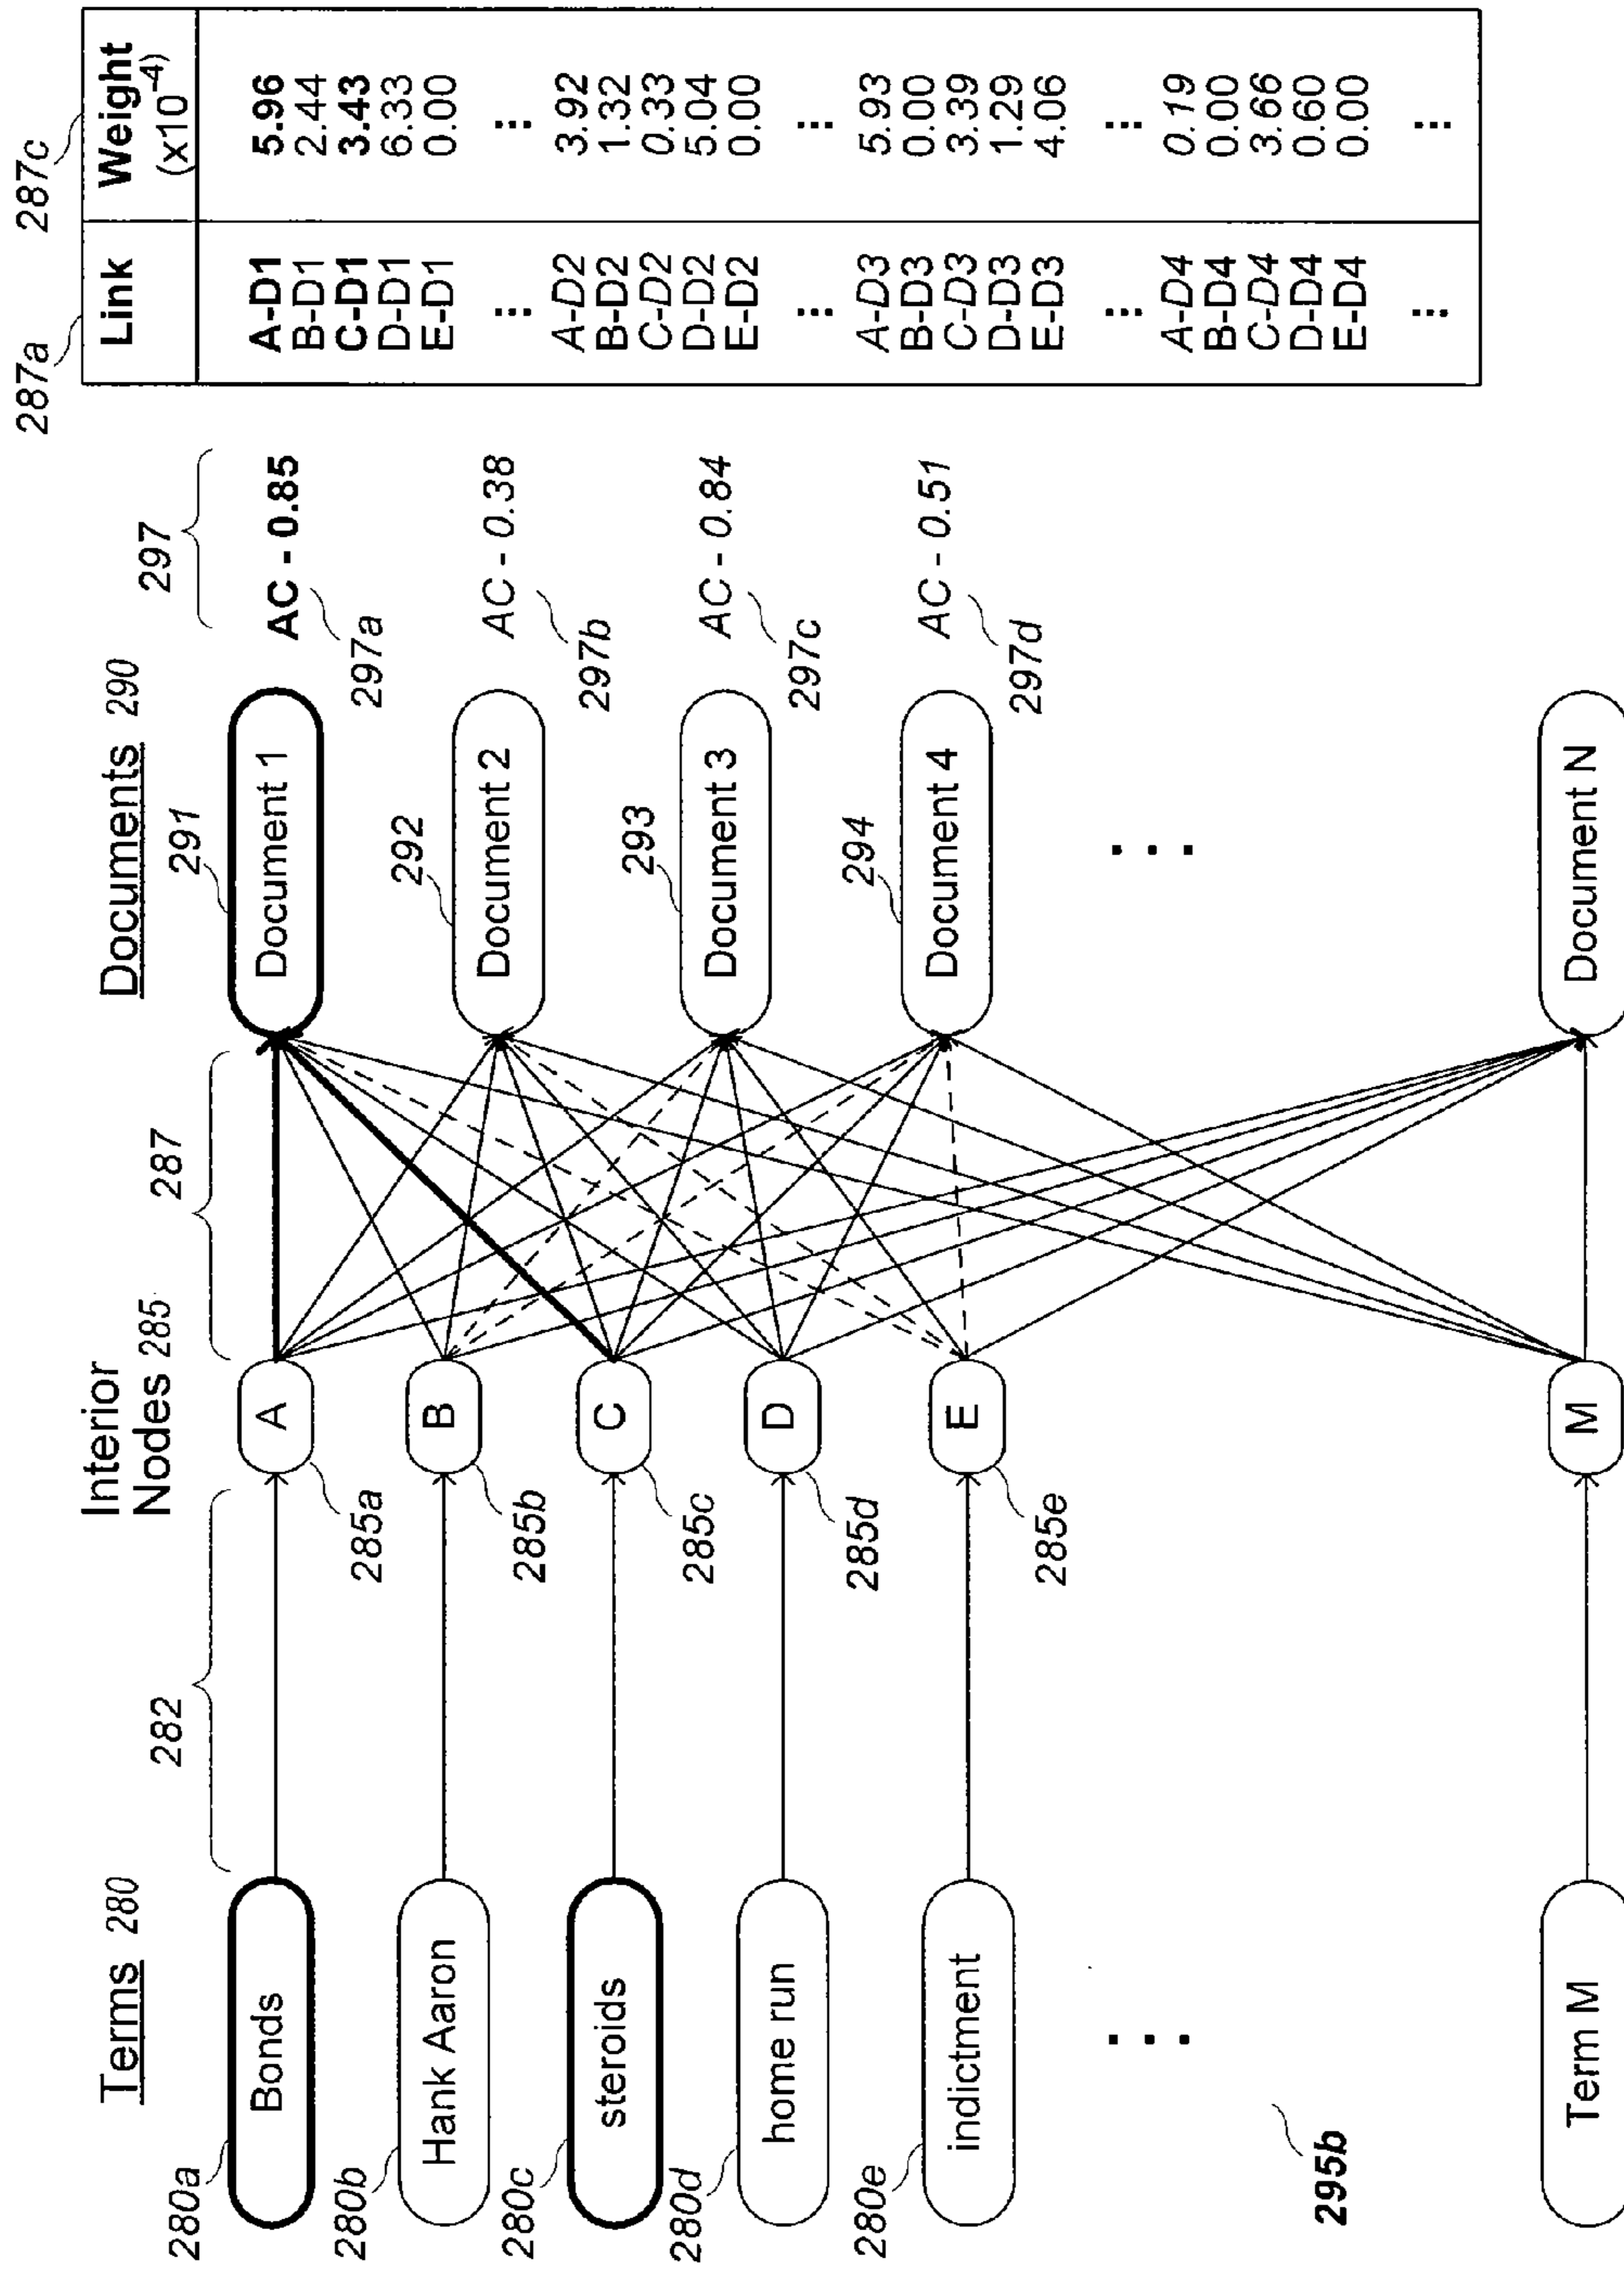 Terms 280
Interior
Nodes 285
Documents 290
282
287
297
287a
287c
280a
Bonds
A
285a
291
Document 1
AC - 0.85
297a
280b
Hank Aaron
B
285b
292
Document 2
AC - 0.38
297b
280c
steroids
C
285c
293
Document 3
AC - 0.84
297c
280d
home run
D
285d
294
Document 4
AC - 0.51
297d
280e
indictment
E
285e
. . .
. . .
295b
Term M
M
Document N
Link Weight
(x10-4)
A-D1 5.96
B-D1 2.44
C-D1 3.43
D-D1 6.33
E-D1 0.00
... ...
A-D2 3.92
B-D2 1.32
C-D2 0.33
D-D2 5.04
E-D2 0.00
... ...
A-D3 5.93
B-D3 0.00
C-D3 3.39
D-D3 1.29
E-D3 4.06
... ...
A-D4 0.19
B-D4 0.00
C-D4 3.66
D-D4 0.60
E-D4 0.00
... ...